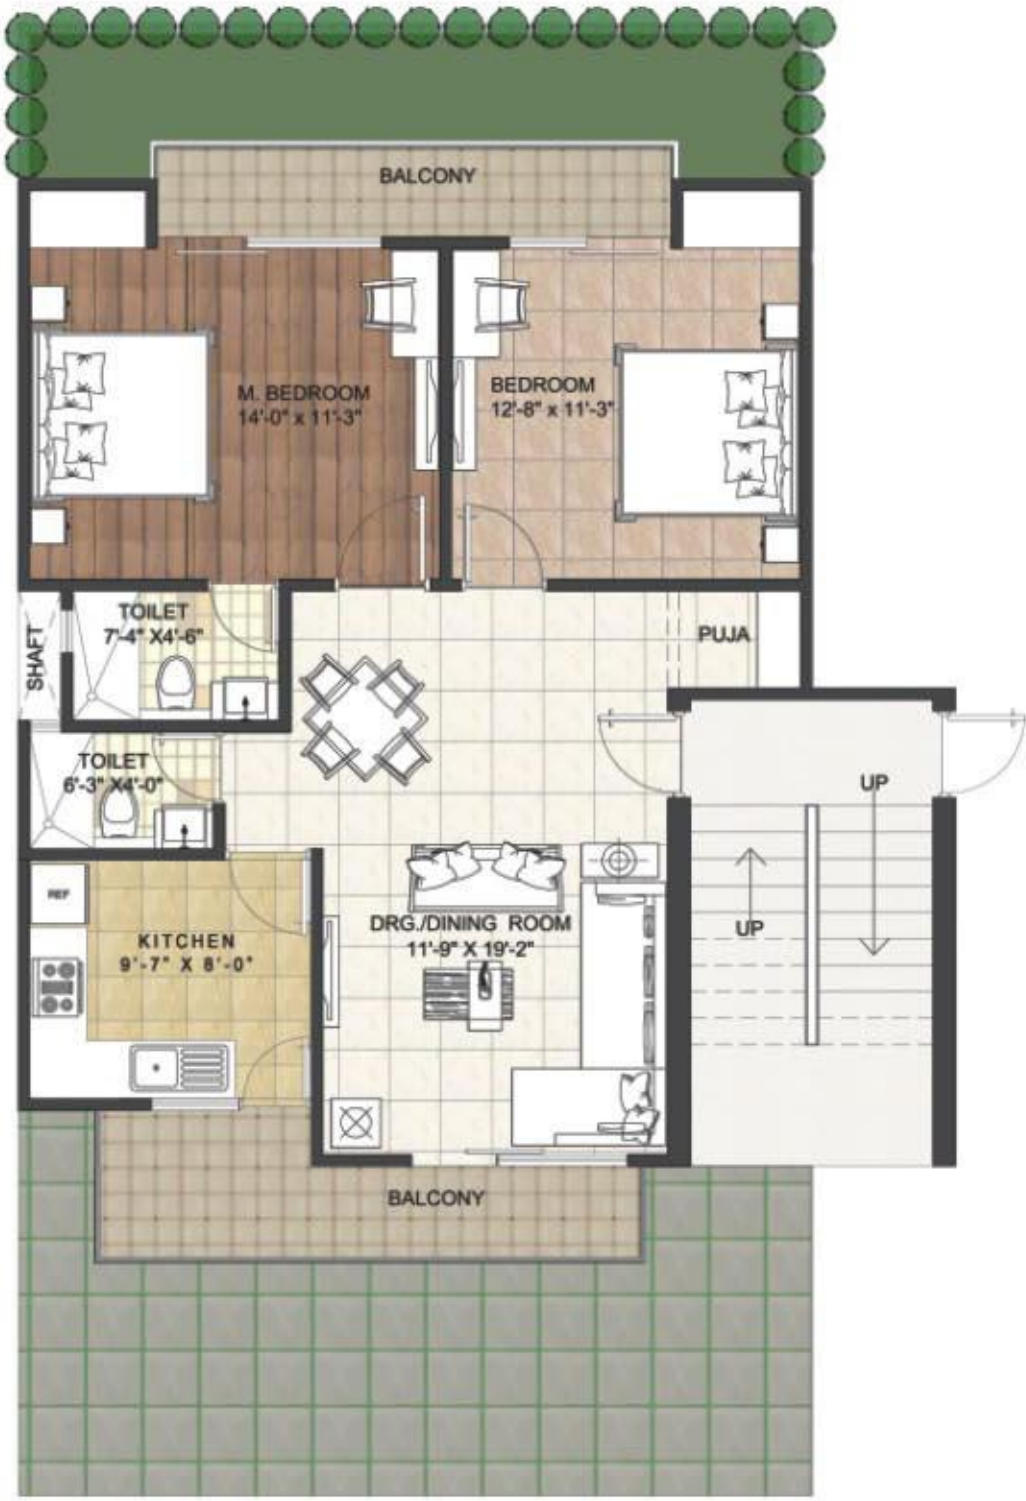 BALCONY
M. BEDROOM
14'-0" x 11'-3"
BEDROOM
12'-8" x 11'-3"
TOILET
7'-4" X4'-6"
SHAFT
PUJA
TOILET
6'-3" X4'-0"
UP
REF
DRG./DINING ROOM
11'-9" X 19'-2"
UP
KITCHEN
9'-7" X 8'-0"
BALCONY